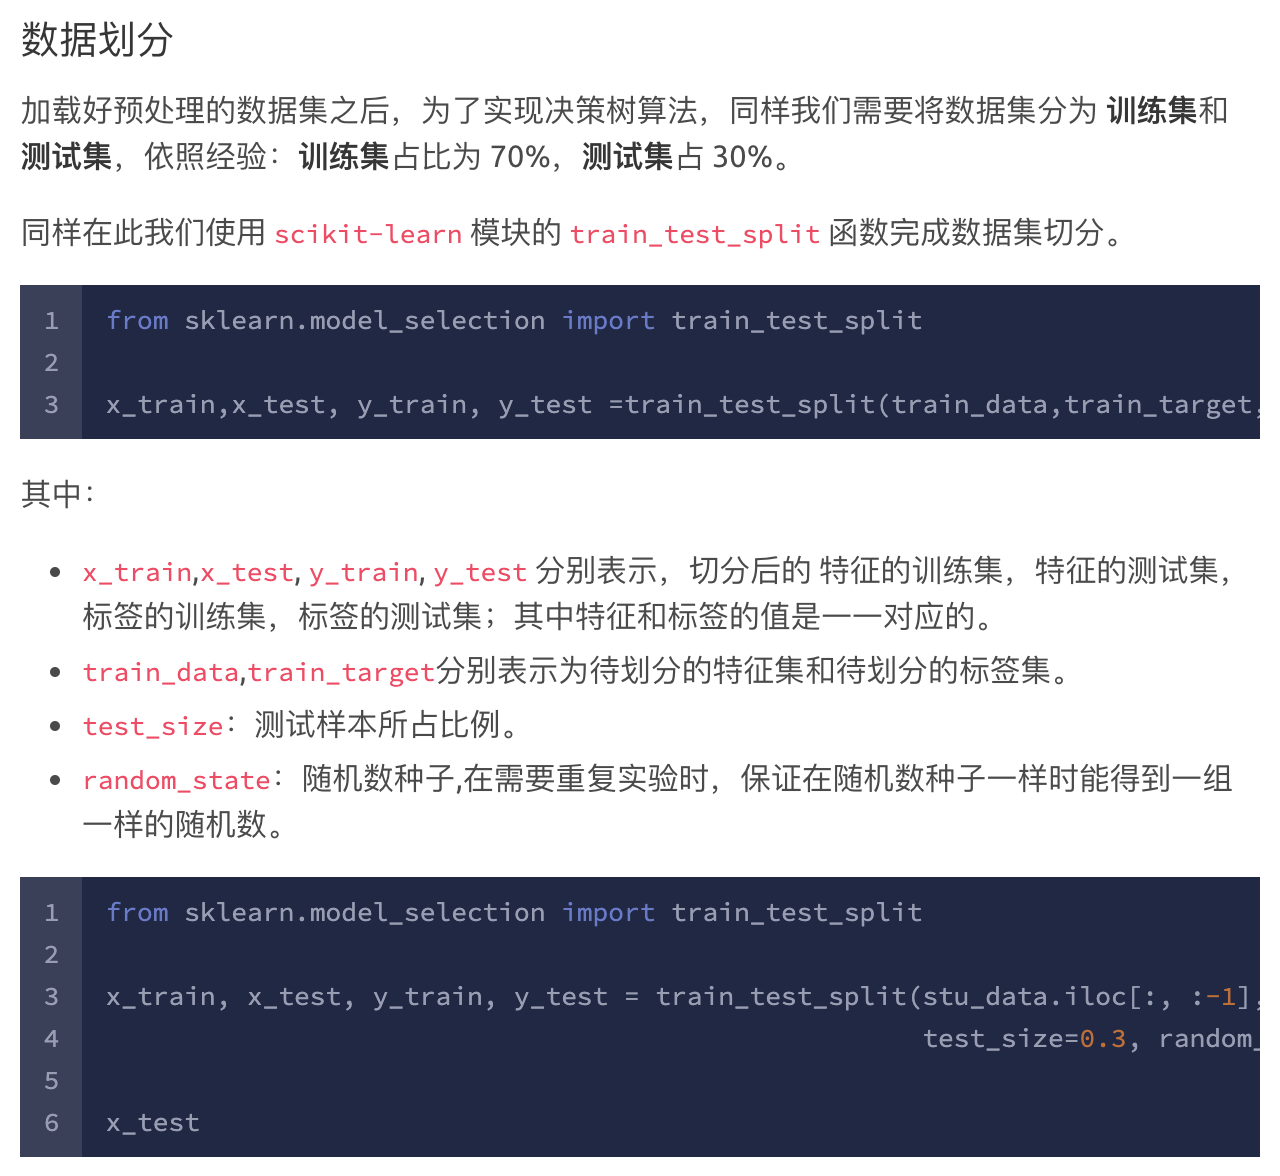 数据划分
加载好预处理的数据集之后，为了实现决策树算法，同样我们需要将数据集分为 训练集和
测试集，依照经验：训练集占比为 70%，测试集占 30%。
同样在此我们使用 scikit-learn 模块的 train_test_split 函数完成数据集切分。
1 from sklearn.model_selection import train_test_split
2
3 x_train,x_test, y_train, y_test =train_test_split(train_data,train_target,
其中：
x_train,x_test, y_train, y_test 分别表示，切分后的 特征的训练集，特征的测试集，
标签的训练集，标签的测试集；其中特征和标签的值是一一对应的。
train_data,train_target分别表示为待划分的特征集和待划分的标签集。
test_size：测试样本所占比例。
random_state：随机数种子,在需要重复实验时，保证在随机数种子一样时能得到一组
一样的随机数。
1 from sklearn.model_selection import train_test_split
2
3 x_train, x_test, y_train, y_test = train_test_split(stu_data.iloc[:, :-1],
4 test_size=0.3, random_
5
6 x_test